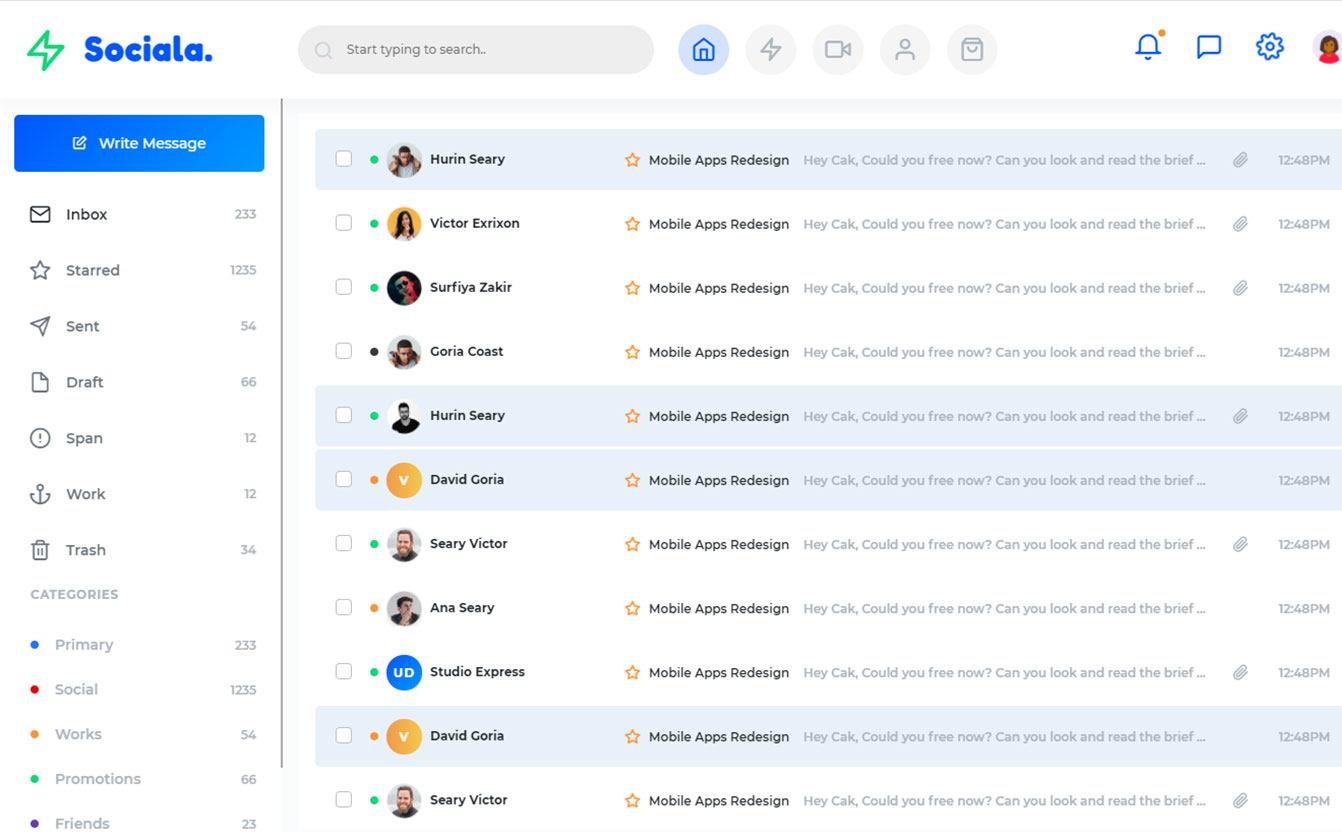 Sociala.
Start typing to search..
Write Message
Inbox 233
Starred 1235
Sent 54
Draft 66
Span 12
Work 12
Trash 34
CATEGORIES
Primary 233
Social 1235
Works 54
Promotions 66
Friends 23
Hurin Seary Mobile Apps Redesign Hey Cak, Could you free now? Can you look and read the brief ... 12:48PM
Victor Exrixon Mobile Apps Redesign Hey Cak, Could you free now? Can you look and read the brief ... 12:48PM
Surfiya Zakir Mobile Apps Redesign Hey Cak, Could you free now? Can you look and read the brief ... 12:48PM
Goria Coast Mobile Apps Redesign Hey Cak, Could you free now? Can you look and read the brief ... 12:48PM
Hurin Seary Mobile Apps Redesign Hey Cak, Could you free now? Can you look and read the brief ... 12:48PM
V David Goria Mobile Apps Redesign Hey Cak, Could you free now? Can you look and read the brief ... 12:48PM
Seary Victor Mobile Apps Redesign Hey Cak, Could you free now? Can you look and read the brief ... 12:48PM
Ana Seary Mobile Apps Redesign Hey Cak, Could you free now? Can you look and read the brief ... 12:48PM
UD Studio Express Mobile Apps Redesign Hey Cak, Could you free now? Can you look and read the brief ... 12:48PM
V David Goria Mobile Apps Redesign Hey Cak, Could you free now? Can you look and read the brief ... 12:48PM
Seary Victor Mobile Apps Redesign Hey Cak, Could you free now? Can you look and read the brief ... 12:48PM